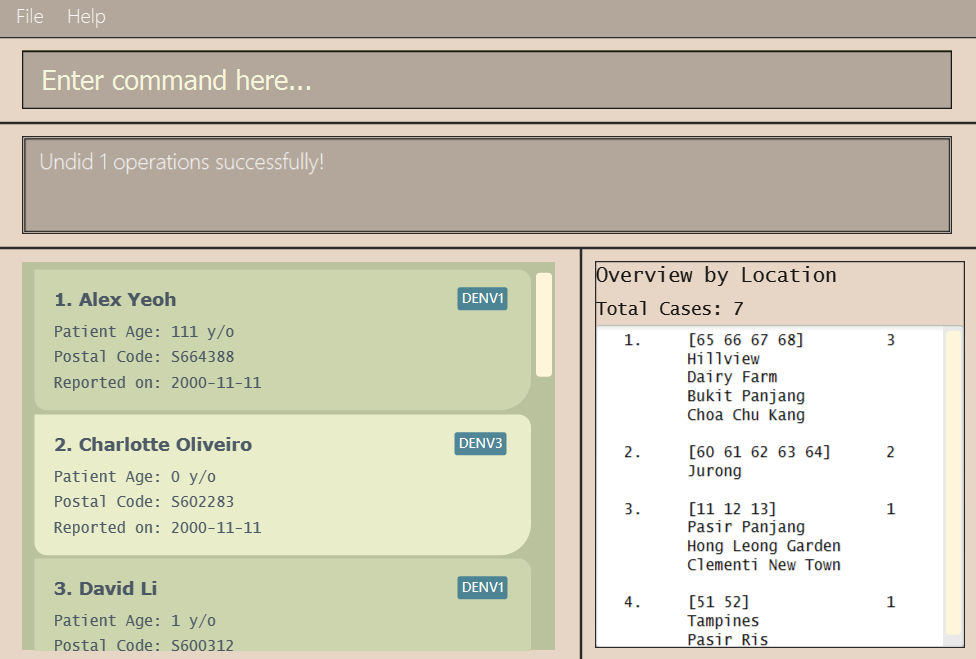 File Help
Enter command here...
Undid 1 operations successfully!
1. Alex Yeoh DENV1
Patient Age: 111 y/o
Postal Code: S664388
Reported on: 2000-11-11
2. Charlotte Oliveiro DENV3
Patient Age: 0 y/o
Postal Code: S602283
Reported on: 2000-11-11
3. David Li DENV1
Patient Age: 1 y/o
Postal Code: S600312
Overview by Location
Total Cases: 7
1. [65 66 67 68] 3
Hillview
Dairy Farm
Bukit Panjang
Choa Chu Kang
2. [60 61 62 63 64] 2
Jurong
3. [11 12 13] 1
Pasir Panjang
Hong Leong Garden
Clementi New Town
4. [51 52] 1
Tampines
Pasir Ris